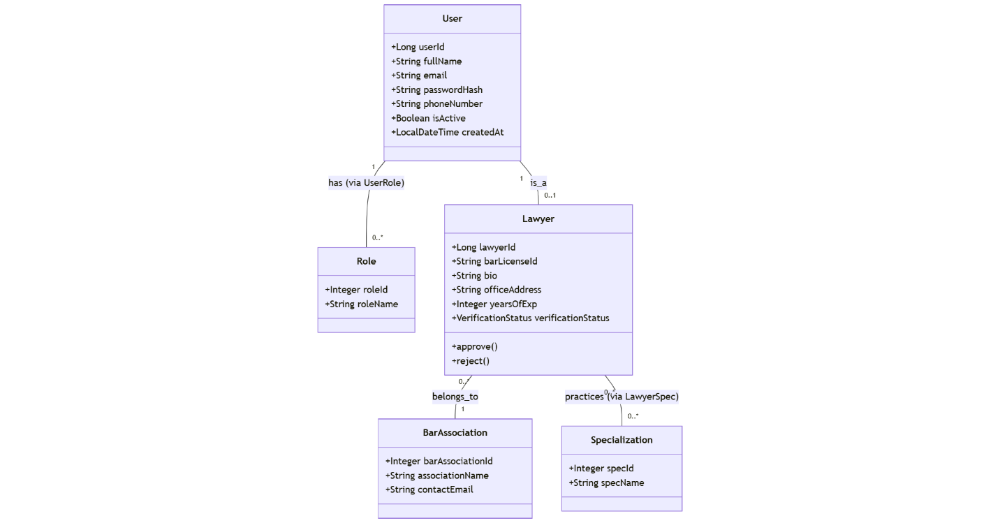 User
+Long userId
+String fullName
+String email
+String passwordHash
+String phoneNumber
+Boolean isActive
+LocalDateTime createdAt
1
has (via UserRole)
0..*
1
is_a
0..1
Role
+Integer roleId
+String roleName
Lawyer
+Long lawyerId
+String barLicenseId
+String bio
+String officeAddress
+Integer yearsOfExp
+VerificationStatus verificationStatus
+approve()
+reject()
0..*
belongs_to
1
0..*
practices (via LawyerSpec)
0..*
BarAssociation
+Integer barAssociationId
+String associationName
+String contactEmail
Specialization
+Integer specId
+String specName